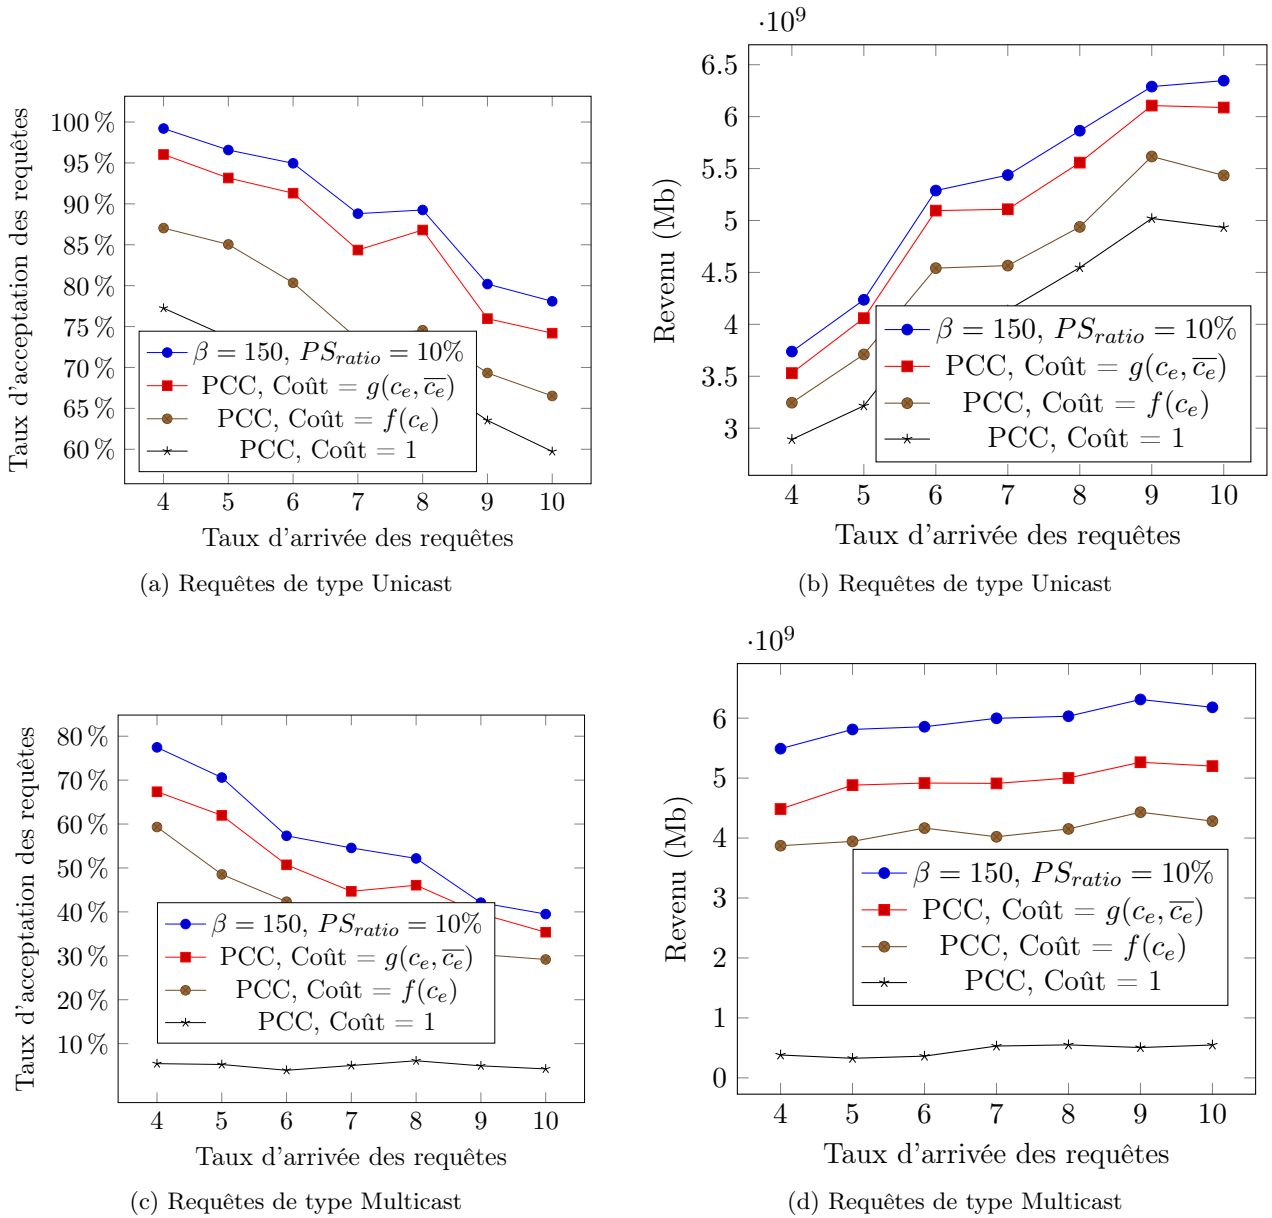 Taux d'acceptation des requêtes
100 %
95 %
90 %
85 %
80 %
75 %
70 %
65 %
60 %
β = 150, PS_ratio = 10%
PCC, Coût = g(c_e, \overline{c_e})
PCC, Coût = f(c_e)
PCC, Coût = 1
4 5 6 7 8 9 10
Taux d'arrivée des requêtes
(a) Requêtes de type Unicast
·10^9
Revenu (Mb)
6.5
6
5.5
5
4.5
4
3.5
3
β = 150, PS_ratio = 10%
PCC, Coût = g(c_e, \overline{c_e})
PCC, Coût = f(c_e)
PCC, Coût = 1
4 5 6 7 8 9 10
Taux d'arrivée des requêtes
(b) Requêtes de type Unicast
Taux d'acceptation des requêtes
80 %
70 %
60 %
50 %
40 %
30 %
20 %
10 %
β = 150, PS_ratio = 10%
PCC, Coût = g(c_e, \overline{c_e})
PCC, Coût = f(c_e)
PCC, Coût = 1
4 5 6 7 8 9 10
Taux d'arrivée des requêtes
(c) Requêtes de type Multicast
·10^9
Revenu (Mb)
6
5
4
3
2
1
0
β = 150, PS_ratio = 10%
PCC, Coût = g(c_e, \overline{c_e})
PCC, Coût = f(c_e)
PCC, Coût = 1
4 5 6 7 8 9 10
Taux d'arrivée des requêtes
(d) Requêtes de type Multicast